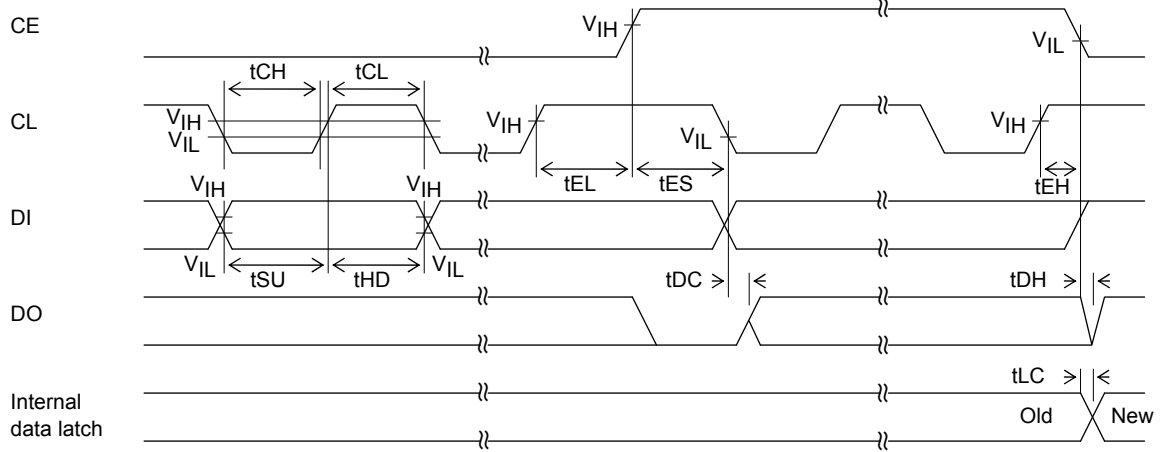 CE
VIH
VIL
tCH
tCL
CL
VIH
VIL
VIH
VIL
VIH
tEL
tES
tEH
DI
VIH
VIH
VIL
tSU
tHD
VIL
tDC
tDH
DO
tLC
Internal
data latch
Old
New